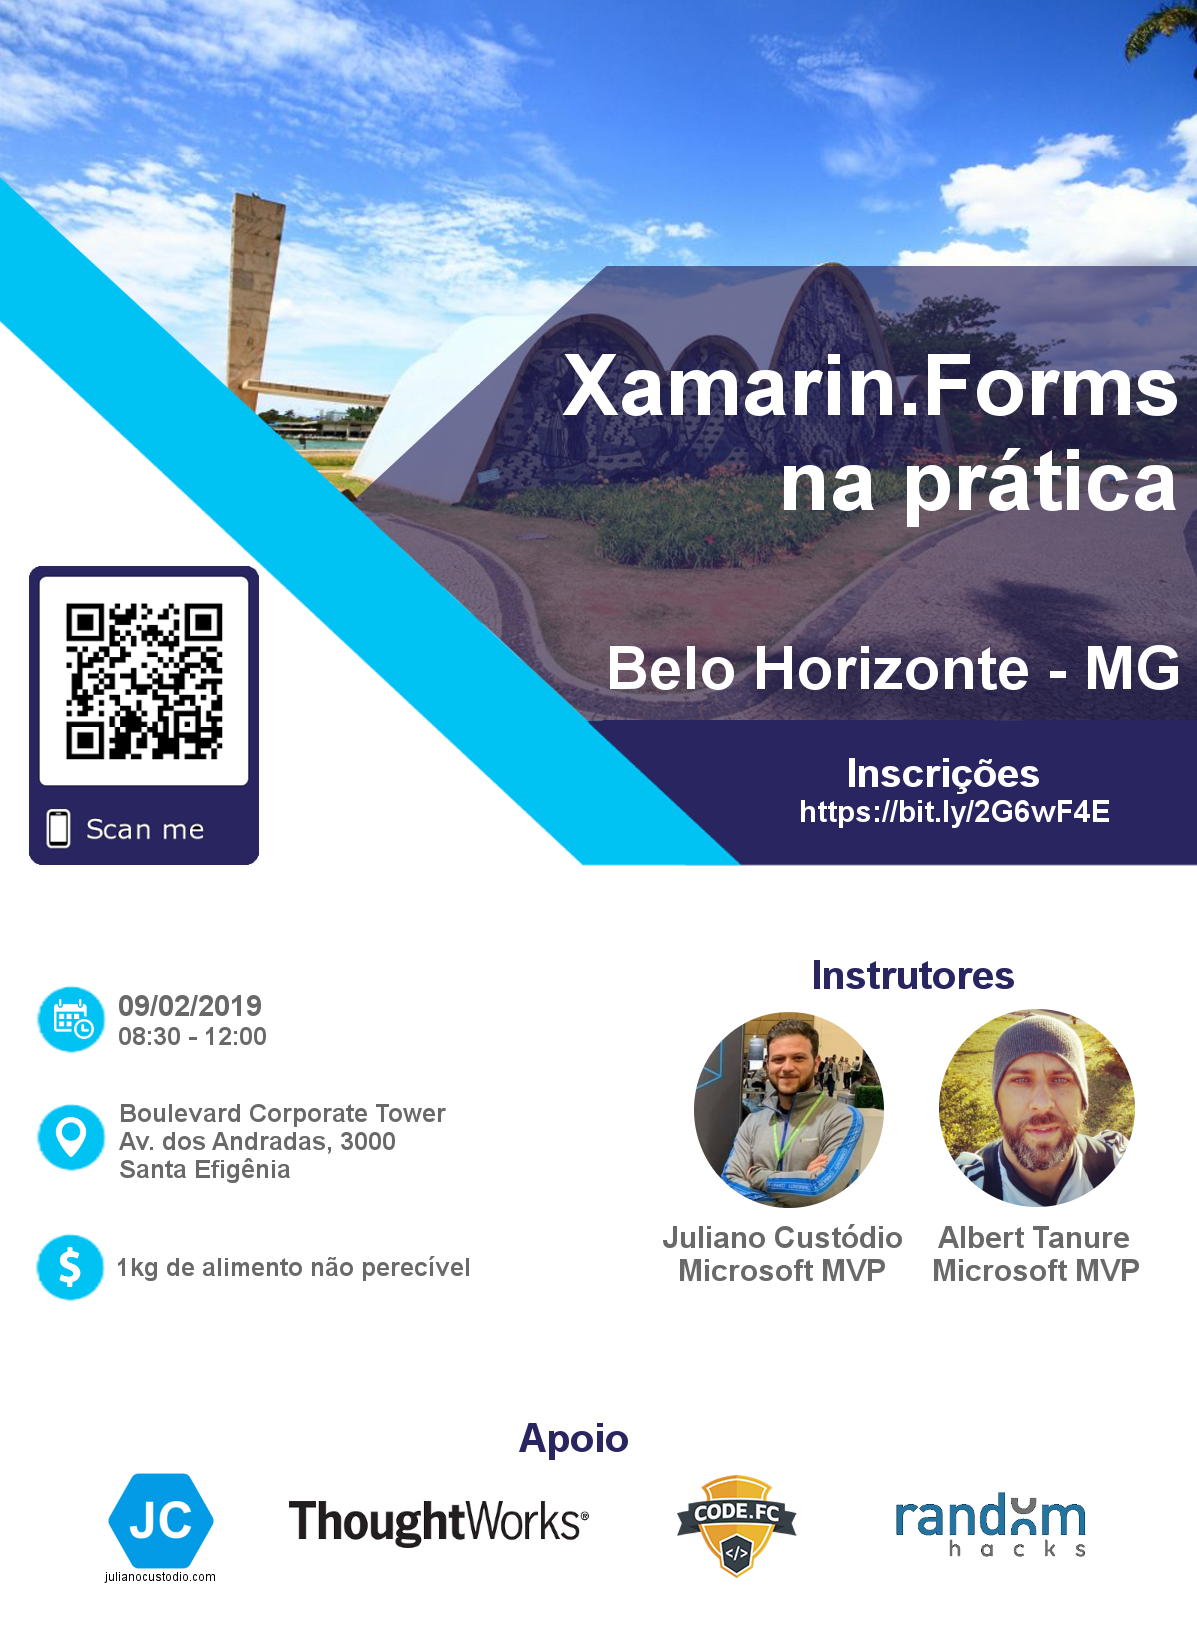 Xamarin.Forms
na prática
Belo Horizonte - MG
Inscrições
https://bit.ly/2G6wF4E
Scan me
09/02/2019
08:30 - 12:00
Boulevard Corporate Tower
Av. dos Andradas, 3000
Santa Efigênia
1kg de alimento não perecível
Instrutores
Juliano Custódio
Microsoft MVP
Albert Tanure
Microsoft MVP
Apoio
JC
julianocustodio.com
ThoughtWorks®
CODE.FC
</>
random
hacks